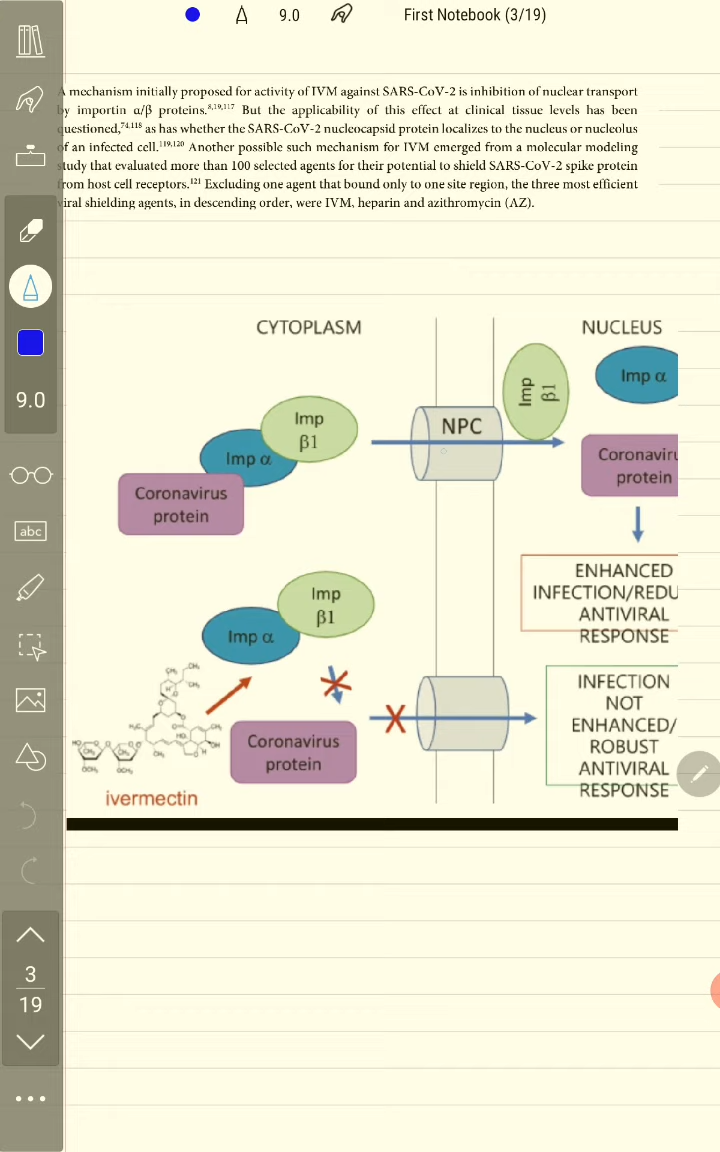 9.0
First Notebook (3/19)
A mechanism initially proposed for activity of IVM against SARS-CoV-2 is inhibition of nuclear transport
by importin α/β proteins.8,19,117 But the applicability of this effect at clinical tissue levels has been
questioned,74,118 as has whether the SARS-CoV-2 nucleocapsid protein localizes to the nucleus or nucleolus
of an infected cell.119,120 Another possible such mechanism for IVM emerged from a molecular modeling
study that evaluated more than 100 selected agents for their potential to shield SARS-CoV-2 spike protein
from host cell receptors.121 Excluding one agent that bound only to one site region, the three most efficient
viral shielding agents, in descending order, were IVM, heparin and azithromycin (AZ).
9.0
abc
3
19
CYTOPLASM
NUCLEUS
Imp
β1
Imp α
Coronavirus
protein
NPC
Imp
β1
Imp α
Coronaviru
protein
ENHANCED
INFECTION/REDU
ANTIVIRAL
RESPONSE
Imp
β1
Imp α
Coronavirus
protein
ivermectin
INFECTION
NOT
ENHANCED/
ROBUST
ANTIVIRAL
RESPONSE